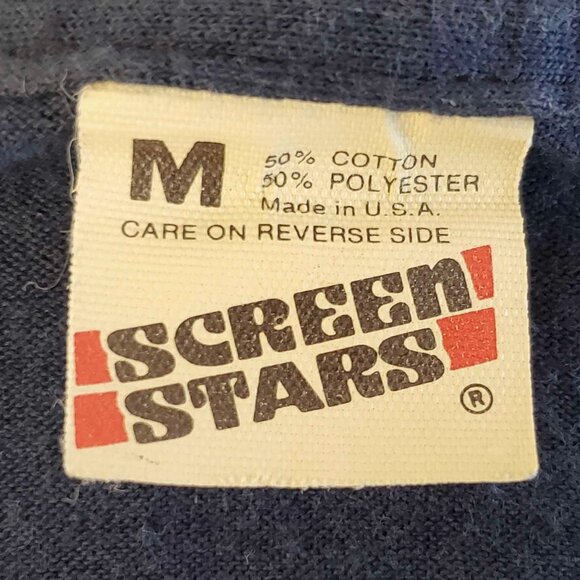 M
50% COTTON
50% POLYESTER
Made in U.S.A.
CARE ON REVERSE SIDE
SCREEN
STARS
®